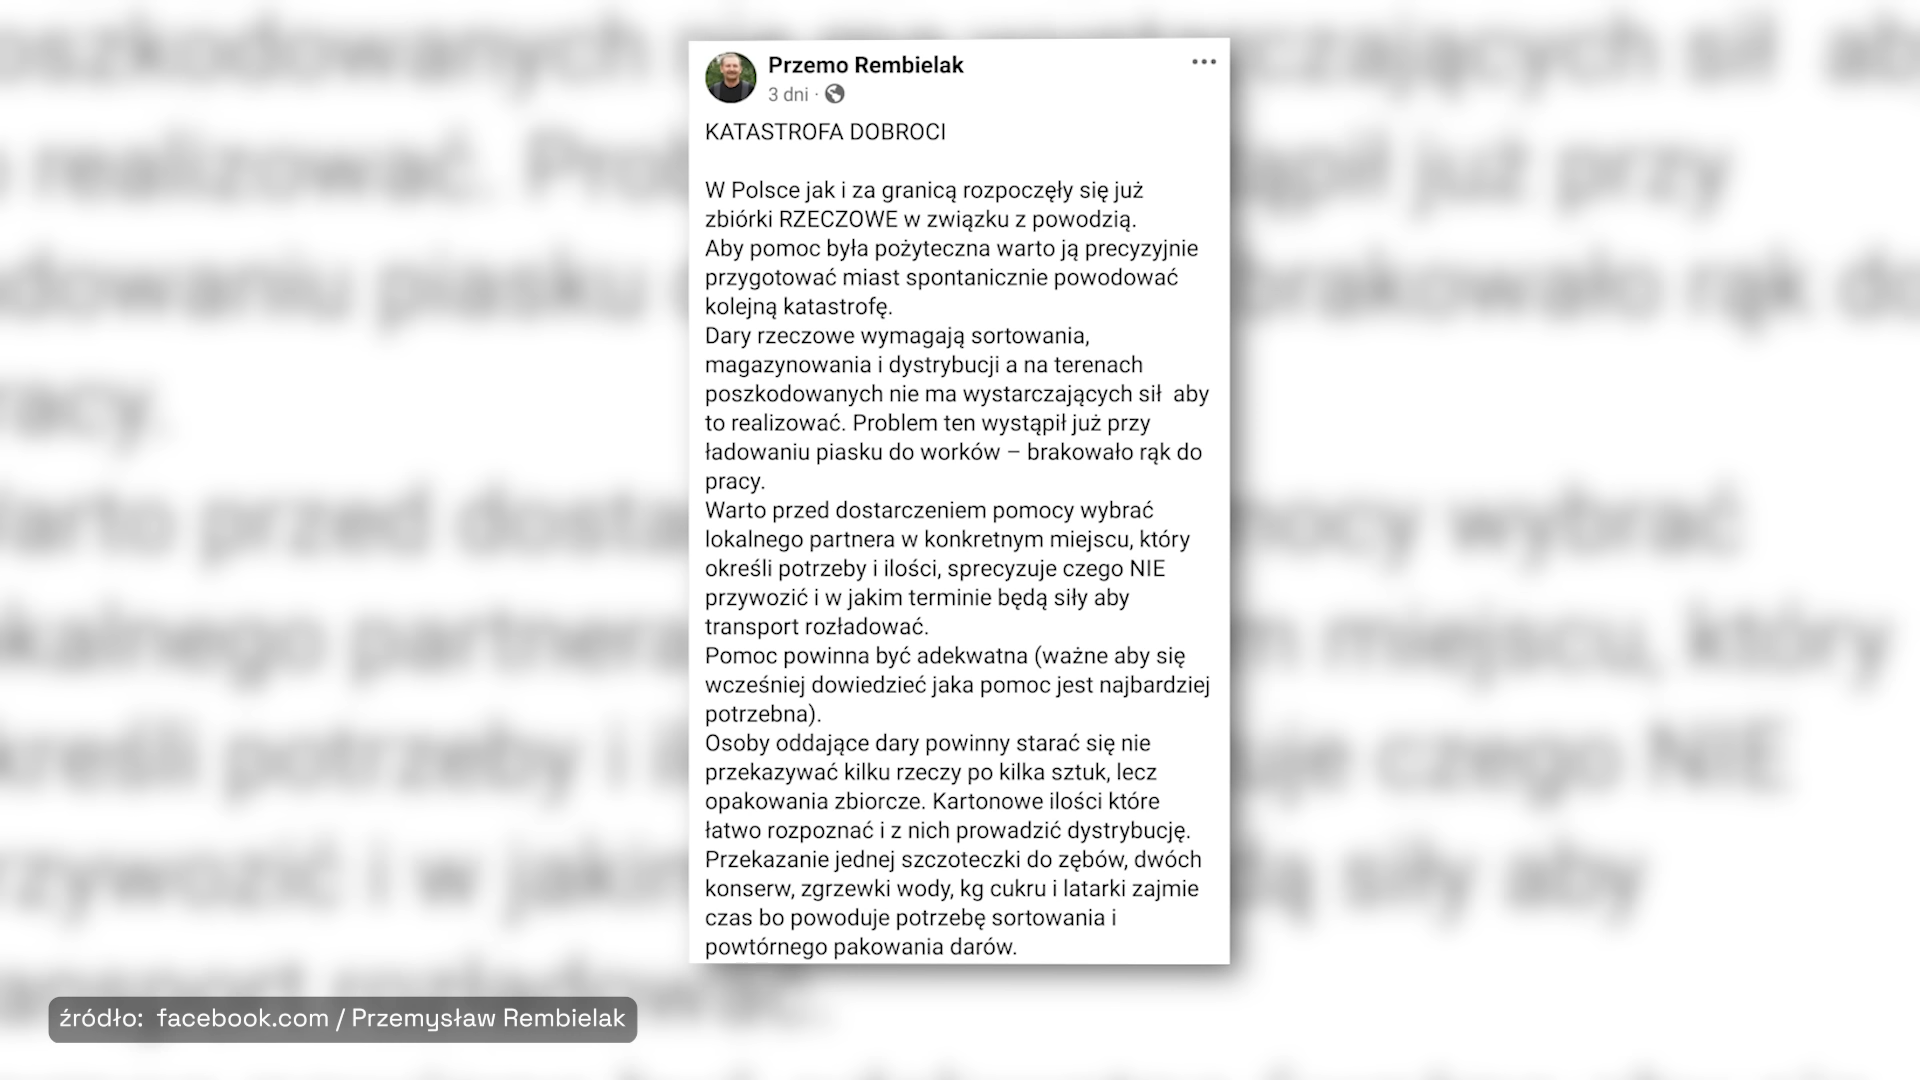 Przemo Rembielak
3 dni ·
KATASTROFA DOBROCI
W Polsce jak i za granicą rozpoczęły się już
zbiórki RZECZOWE w związku z powodzią.
Aby pomoc była pożyteczna warto ją precyzyjnie
przygotować miast spontanicznie powodować
kolejną katastrofę.
Dary rzeczowe wymagają sortowania,
magazynowania i dystrybucji a na terenach
poszkodowanych nie ma wystarczających sił  aby
to realizować. Problem ten wystąpił już przy
ładowaniu piasku do worków – brakowało rąk do
pracy.
Warto przed dostarczeniem pomocy wybrać
lokalnego partnera w konkretnym miejscu, który
określi potrzeby i ilości, sprecyzuje czego NIE
przywozić i w jakim terminie będą siły aby
transport rozładować.
Pomoc powinna być adekwatna (ważne aby się
wcześniej dowiedzieć jaka pomoc jest najbardziej
potrzebna).
Osoby oddające dary powinny starać się nie
przekazywać kilku rzeczy po kilka sztuk, lecz
opakowania zbiorcze. Kartonowe ilości które
łatwo rozpoznać i z nich prowadzić dystrybucję.
Przekazanie jednej szczoteczki do zębów, dwóch
konserw, zgrzewki wody, kg cukru i latarki zajmie
czas bo powoduje potrzebę sortowania i
powtórnego pakowania darów.
źródło: facebook.com / Przemysław Rembielak